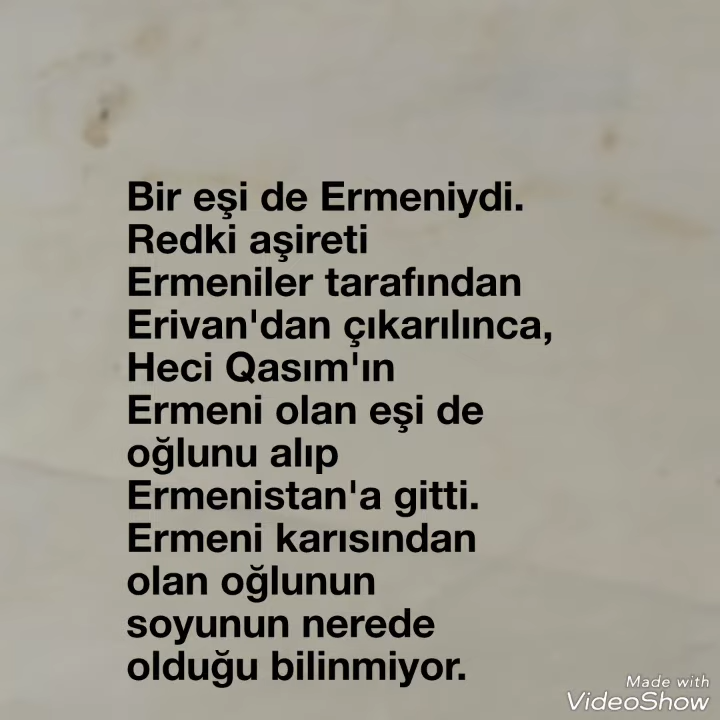 Bir eşi de Ermeniydi.
Redki aşireti
Ermeniler tarafından
Erivan'dan çıkarılınca,
Heci Qasım'ın
Ermeni olan eşi de
oğlunu alıp
Ermenistan'a gitti.
Ermeni karısından
olan oğlunun
soyunun nerede
olduğu bilinmiyor.
Made with
VideoShow